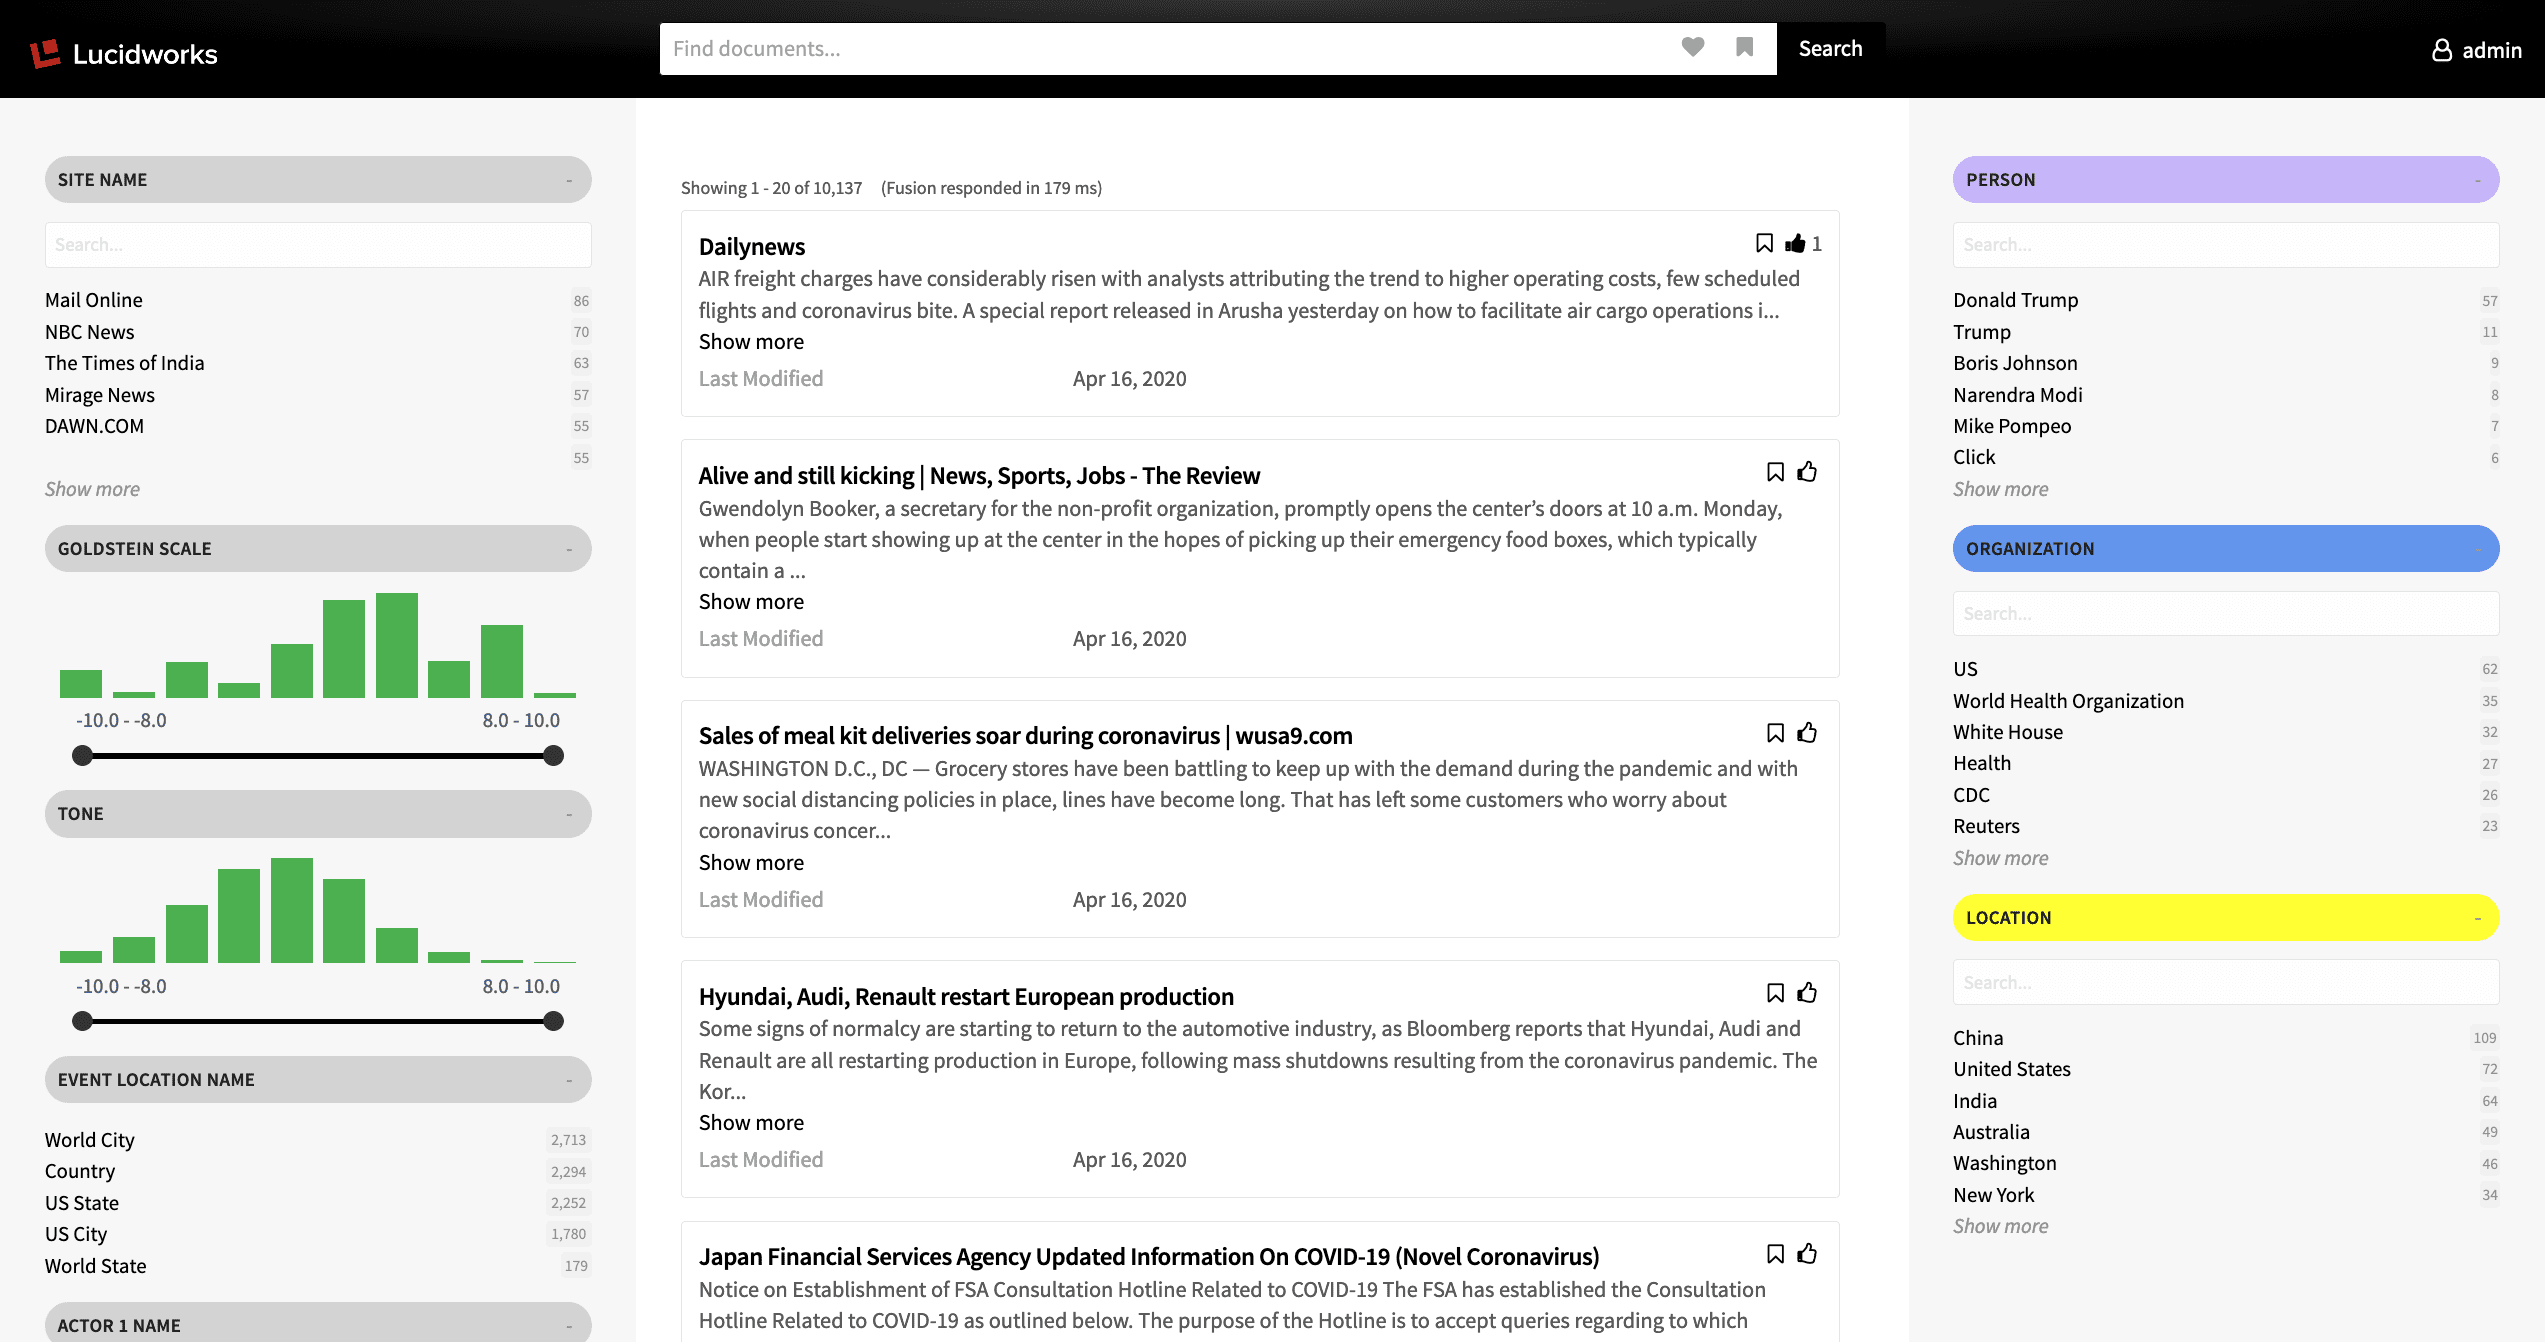 Lucidworks
Find documents...
Search
admin
SITE NAME -
Search...
Mail Online 86
NBC News 70
The Times of India 63
Mirage News 57
DAWN.COM 55
55
Show more
GOLDSTEIN SCALE -
-10.0 - -8.0 8.0 - 10.0
TONE -
-10.0 - -8.0 8.0 - 10.0
EVENT LOCATION NAME -
World City 2,713
Country 2,294
US State 2,252
US City 1,780
World State 179
ACTOR 1 NAME -
Showing 1 - 20 of 10,137 (Fusion responded in 179 ms)
Dailynews 1
AIR freight charges have considerably risen with analysts attributing the trend to higher operating costs, few scheduled
flights and coronavirus bite. A special report released in Arusha yesterday on how to facilitate air cargo operations i...
Show more
Last Modified Apr 16, 2020
Alive and still kicking | News, Sports, Jobs - The Review
Gwendolyn Booker, a secretary for the non-profit organization, promptly opens the center’s doors at 10 a.m. Monday,
when people start showing up at the center in the hopes of picking up their emergency food boxes, which typically
contain a ...
Show more
Last Modified Apr 16, 2020
Sales of meal kit deliveries soar during coronavirus | wusa9.com
WASHINGTON D.C., DC — Grocery stores have been battling to keep up with the demand during the pandemic and with
new social distancing policies in place, lines have become long. That has left some customers who worry about
coronavirus concer...
Show more
Last Modified Apr 16, 2020
Hyundai, Audi, Renault restart European production
Some signs of normalcy are starting to return to the automotive industry, as Bloomberg reports that Hyundai, Audi and
Renault are all restarting production in Europe, following mass shutdowns resulting from the coronavirus pandemic. The
Kor...
Show more
Last Modified Apr 16, 2020
Japan Financial Services Agency Updated Information On COVID-19 (Novel Coronavirus)
Notice on Establishment of FSA Consultation Hotline Related to COVID-19 The FSA has established the Consultation
Hotline Related to COVID-19 as outlined below. The purpose of the Hotline is to accept queries regarding to which
PERSON -
Search...
Donald Trump 57
Trump 11
Boris Johnson 9
Narendra Modi 8
Mike Pompeo 7
Click 6
Show more
ORGANIZATION -
Search...
US 62
World Health Organization 35
White House 32
Health 27
CDC 26
Reuters 23
Show more
LOCATION -
Search...
China 109
United States 72
India 64
Australia 49
Washington 46
New York 34
Show more